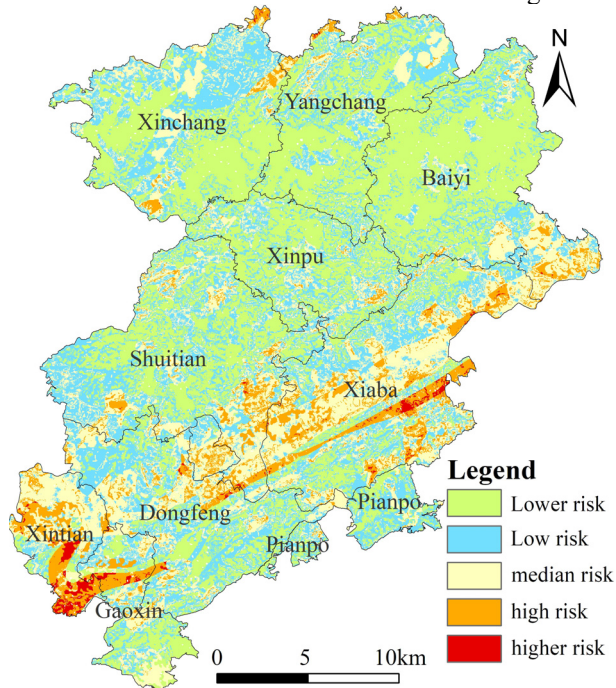 N
Yangchang
Xinchang
Baiyi
Xinpu
Shuitian
Xiaba
Legend
Lower risk
Pianpo
Dongfeng
Xintian
Low risk
Pianpo
median risk
Gaoxin
high risk
higher risk
0 5 10km